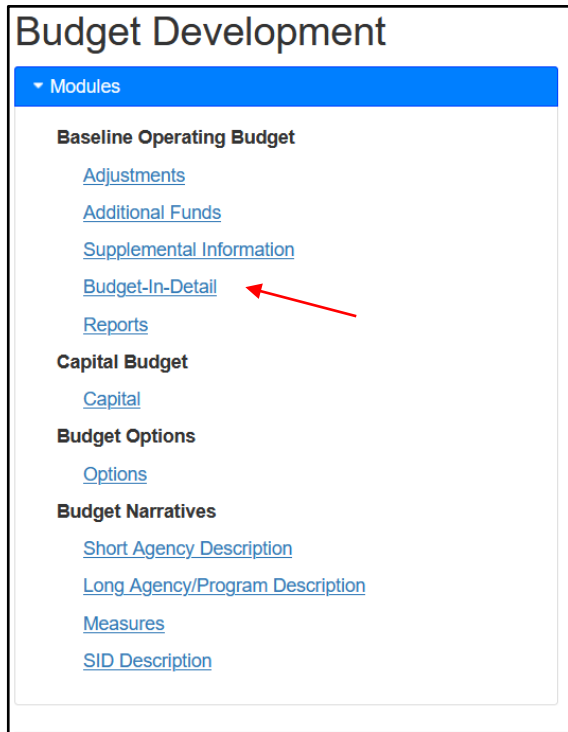 Budget Development
Modules
Baseline Operating Budget
Adjustments
Additional Funds
Supplemental Information
Budget-In-Detail
Reports
Capital Budget
Capital
Budget Options
Options
Budget Narratives
Short Agency Description
Long Agency/Program Description
Measures
SID Description